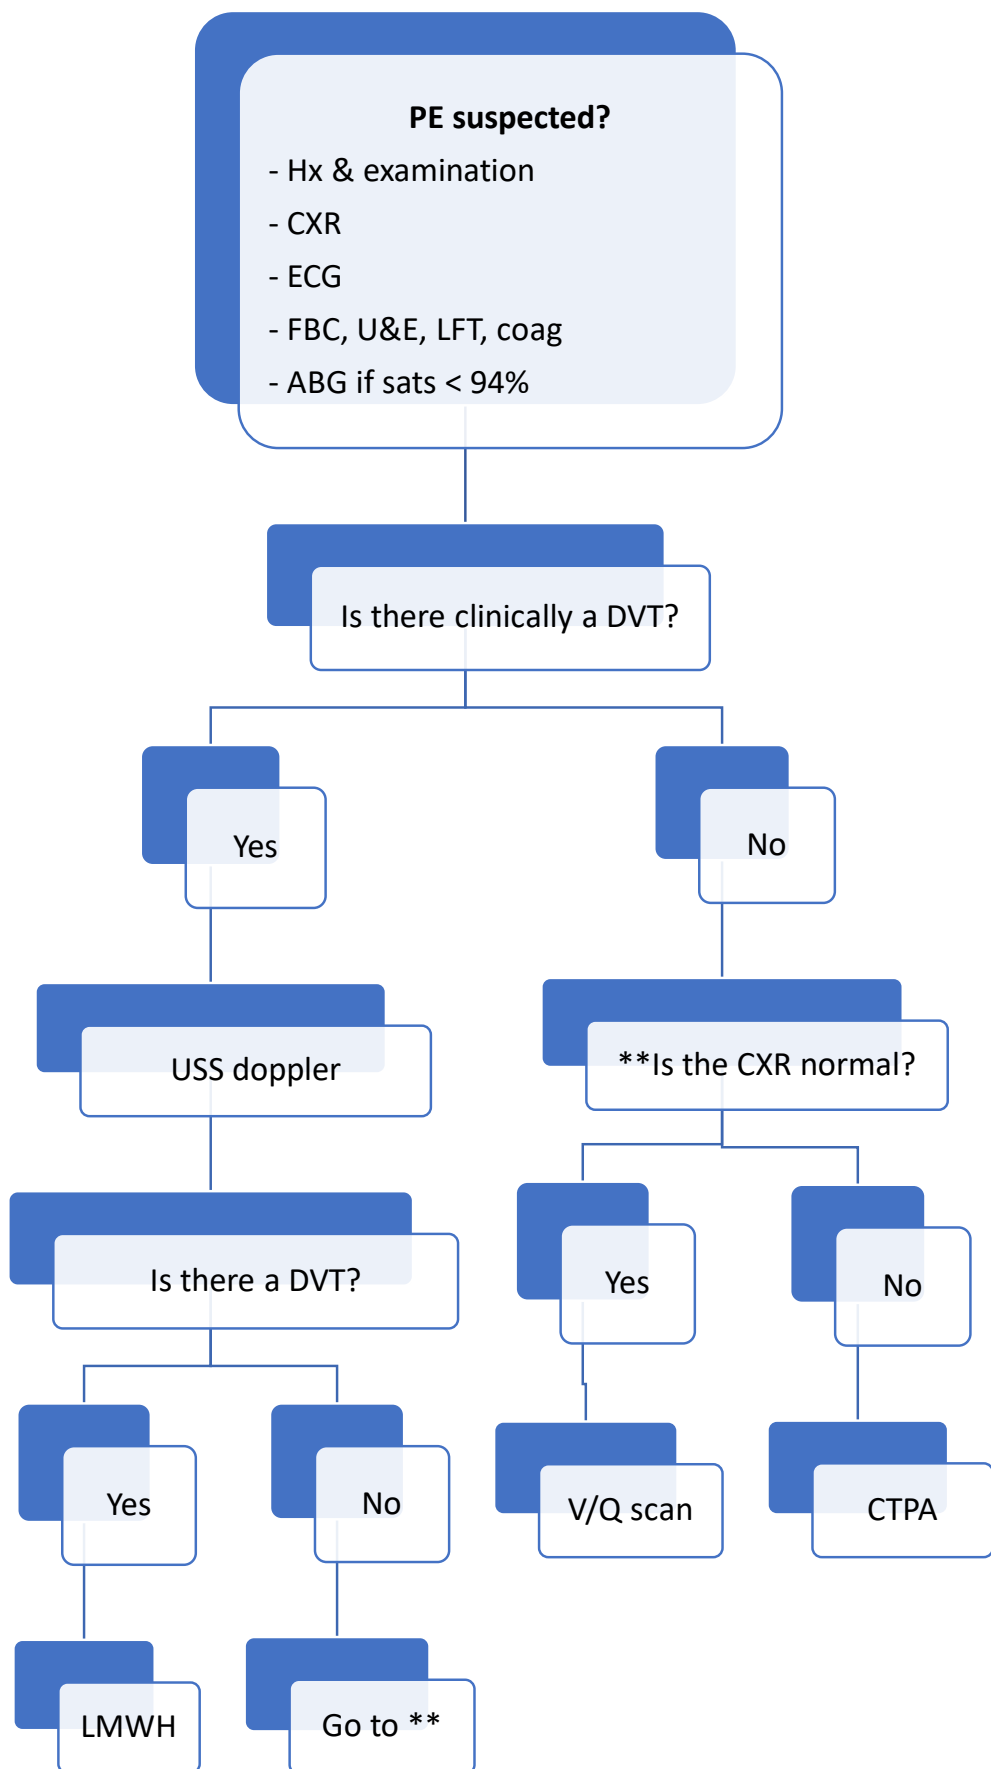 PE suspected?
- Hx & examination
- CXR
- ECG
- FBC, U&E, LFT, coag
- ABG if sats < 94%
Is there clinically a DVT?
Yes
No
USS doppler
**Is the CXR normal?
Is there a DVT?
Yes
No
Yes
No
V/Q scan
CTPA
LMWH
Go to **